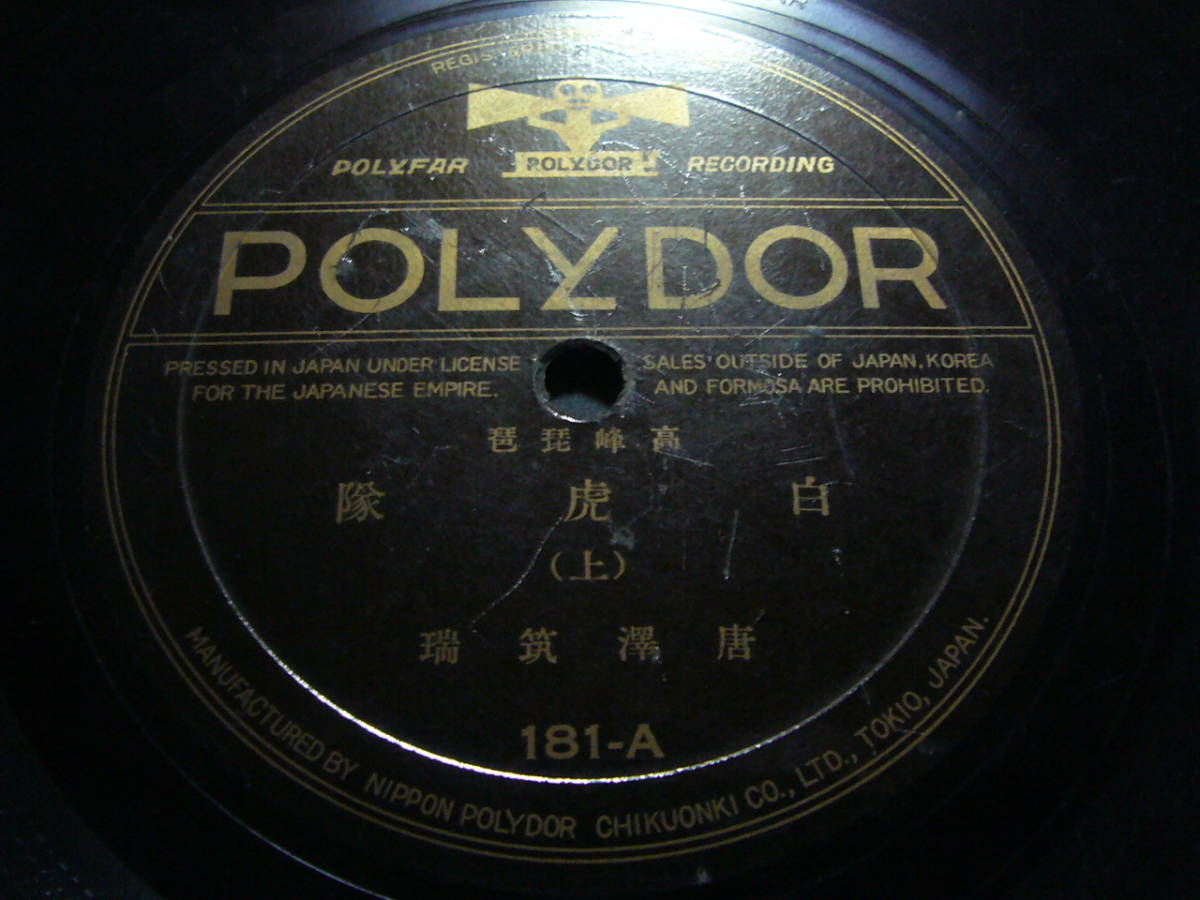 POLYFAR POLYDOR RECORDING
POLYDOR
PRESSED IN JAPAN UNDER LICENSE
FOR THE JAPANESE EMPIRE.
SALES OUTSIDE OF JAPAN, KOREA
AND FORMOSA ARE PROHIBITED.
琶琵峰高
隊虎白
(上)
瑞筑澤唐
181-A
MANUFACTURED BY NIPPON POLYDOR CHIKUONKI CO., LTD., TOKIO, JAPAN.